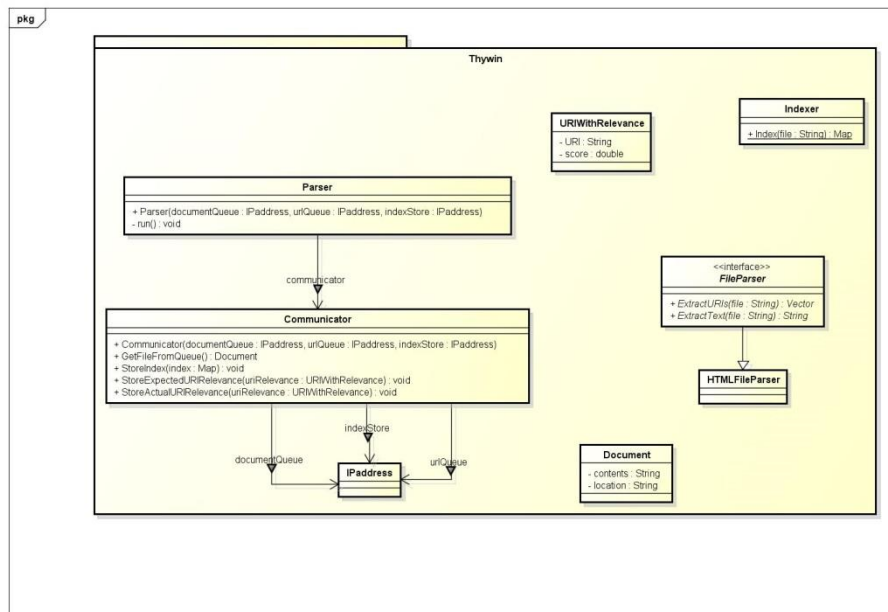 pkg
Thywin
URIWithRelevance
- URI : String
- score : double
Indexer
+ Index(file : String) : Map
Parser
+ Parser(documentQueue : IPaddress, urlQueue : IPaddress, indexStore : IPaddress)
- run() : void
communicator
<<interface>>
FileParser
+ ExtractURIs(file : String) : Vector
+ ExtractText(file : String) : String
Communicator
+ Communicator(documentQueue : IPaddress, urlQueue : IPaddress, indexStore : IPaddress)
+ GetFileFromQueue() : Document
+ StoreIndex(index : Map) : void
+ StoreExpectedURIRelevance(uriRelevance : URIWithRelevance) : void
+ StoreActualURIRelevance(uriRelevance : URIWithRelevance) : void
HTMLFileParser
indexStore
documentQueue
urlQueue
IPaddress
Document
- contents : String
- location : String